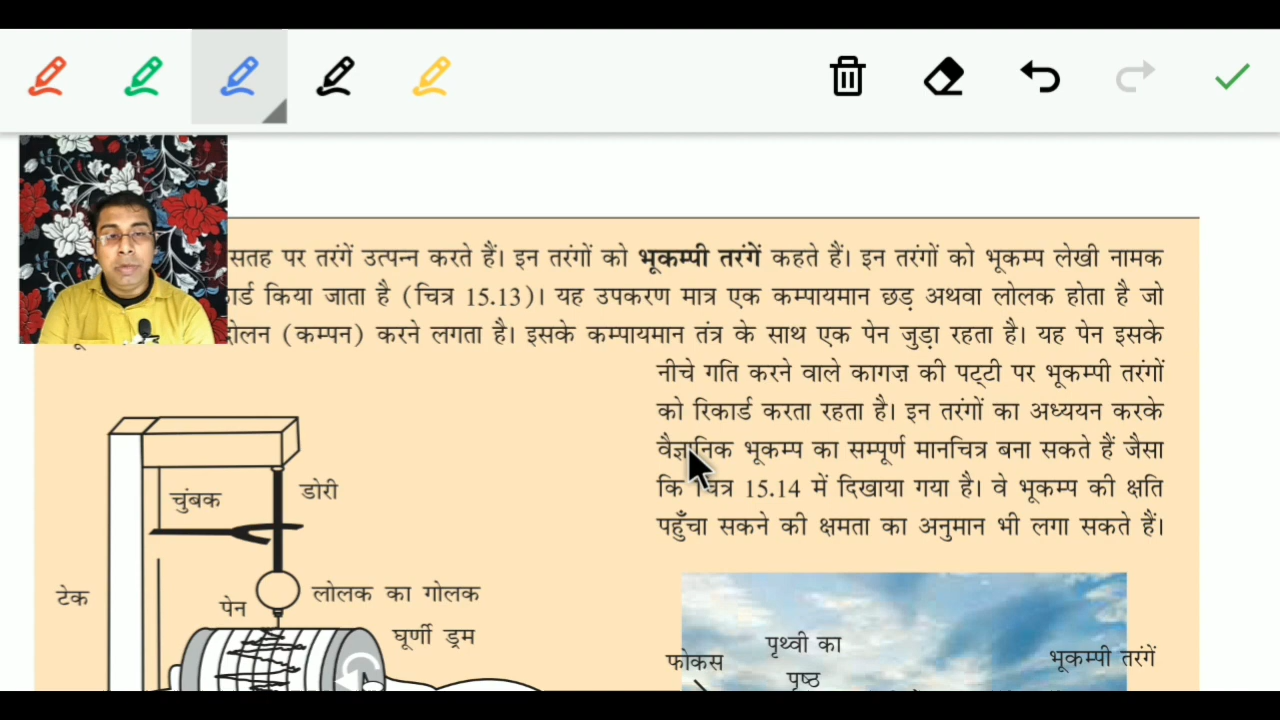 सतह पर तरंगें उत्पन्न करते हैं। इन तरंगों को भूकम्पी तरंगें कहते हैं। इन तरंगों को भूकम्प लेखी नामक
किया जाता है (चित्र 15.13)। यह उपकरण मात्र एक कम्पायमान छड़ अथवा लोलक होता है जो
(कम्पन) करने लगता है। इसके कम्पायमान तंत्र के साथ एक पेन जुड़ा रहता है। यह पेन इसके
नीचे गति करने वाले कागज़ की पट्टी पर भूकम्पी तरंगों
को रिकार्ड करता रहता है। इन तरंगों का अध्ययन करके
वैज्ञानिक भूकम्प का सम्पूर्ण मानचित्र बना सकते हैं जैसा
कि चित्र 15.14 में दिखाया गया है। वे भूकम्प की क्षति
पहुँचा सकने की क्षमता का अनुमान भी लगा सकते हैं।
चुंबक
डोरी
टेक
पेन
लोलक का गोलक
घूर्णी ड्रम
फोकस
पृथ्वी का
पृष्ठ
भूकम्पी तरंगें